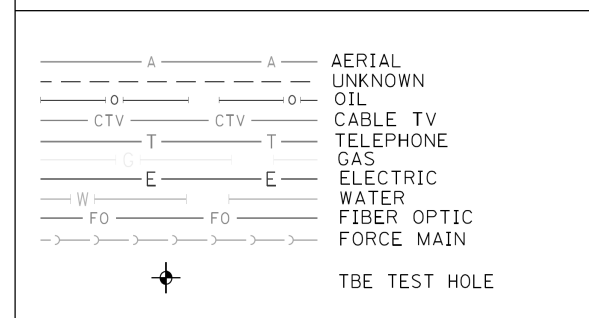 A A AERIAL
UNKNOWN
O O OIL
CTV CTV CABLE TV
T T TELEPHONE
G GAS
E E ELECTRIC
W WATER
FO FO FIBER OPTIC
FORCE MAIN
TBE TEST HOLE